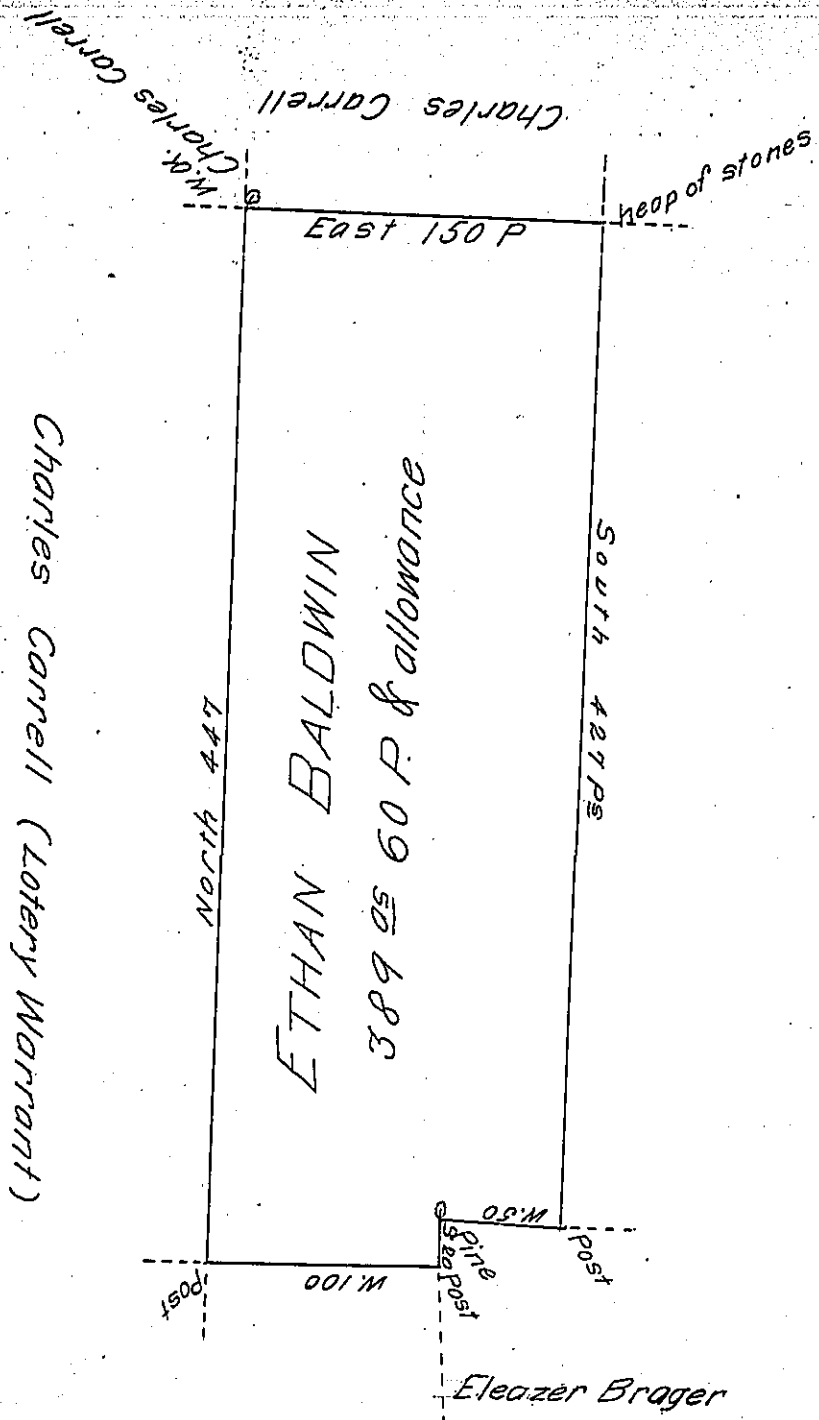 Charles Carrell
Charles Carrell
W.O.
heap of stones
East 150 P
South 427 Ps
North 447
ETHAN BALDWIN
389 as 60 P. & allowance
Charles Carrell (Lotery Warrant)
W.50
Pine
Post
S 20
Post
W 100
Post
Eleazer Brager